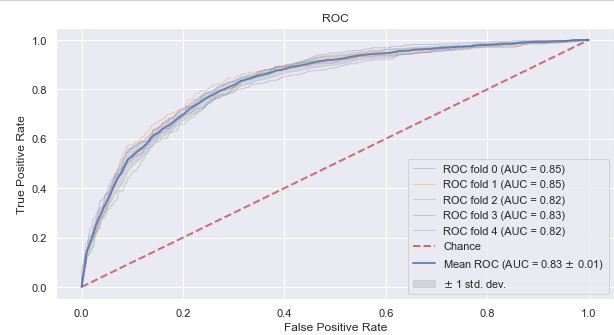 ROC
1.0
0.8
0.6
0.4
0.2
0.0
True Positive Rate
ROC fold 0 (AUC = 0.85)
ROC fold 1 (AUC = 0.85)
ROC fold 2 (AUC = 0.82)
ROC fold 3 (AUC = 0.83)
ROC fold 4 (AUC = 0.82)
Chance
Mean ROC (AUC = 0.83 ± 0.01)
± 1 std. dev.
0.0 0.2 0.4 0.6 0.8 1.0
False Positive Rate